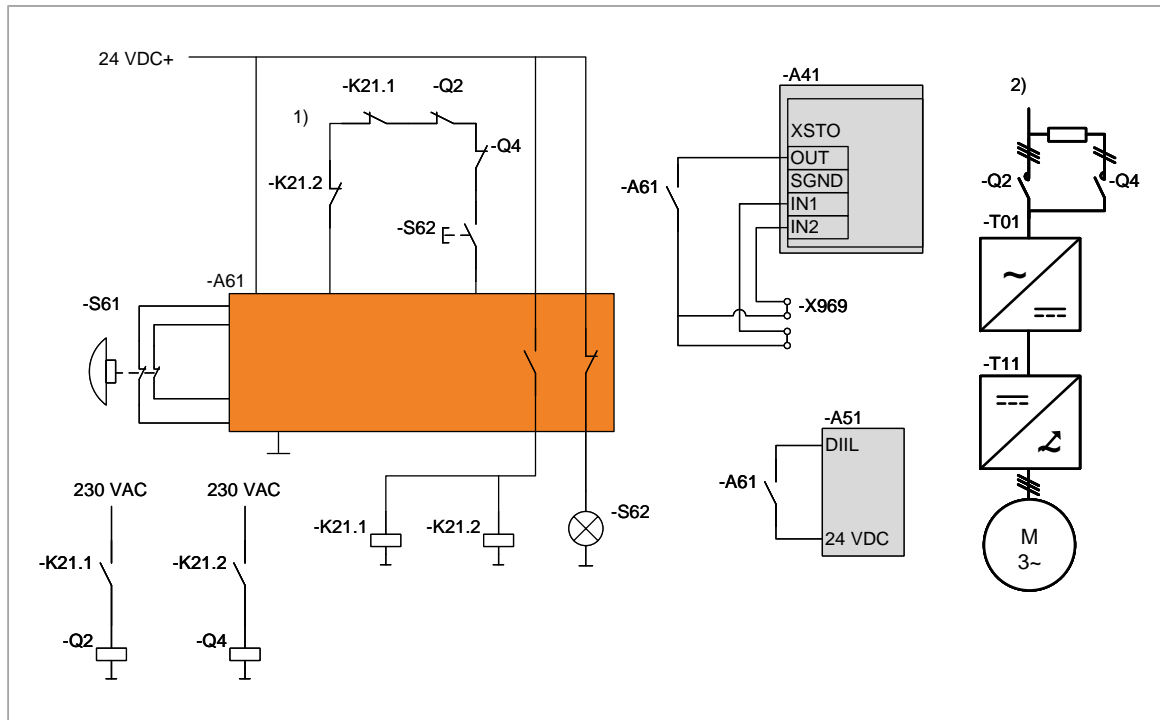 24 VDC+
-K21.1
-Q2
1)
-Q4
-K21.2
-S62
-A61
-S61
230 VAC
230 VAC
-K21.1
-K21.2
-Q2
-Q4
-K21.1
-K21.2
-S62
-A41
XSTO
OUT
SGND
IN1
IN2
-A61
-X969
-A51
DIIL
-A61
24 VDC
2)
-Q2
-Q4
-T01
-T11
M
3~